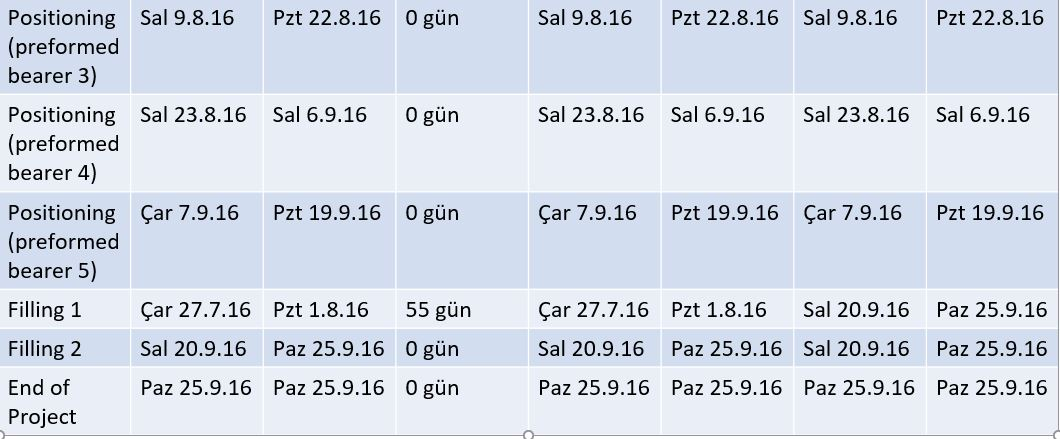 Positioning Sal 9.8.16 Pzt 22.8.16 0 gün Sal 9.8.16 Pzt 22.8.16 Sal 9.8.16 Pzt 22.8.16
(preformed
bearer 3)
Positioning Sal 23.8.16 Sal 6.9.16 0 gün Sal 23.8.16 Sal 6.9.16 Sal 23.8.16 Sal 6.9.16
(preformed
bearer 4)
Positioning Çar 7.9.16 Pzt 19.9.16 0 gün Çar 7.9.16 Pzt 19.9.16 Çar 7.9.16 Pzt 19.9.16
(preformed
bearer 5)
Filling 1 Çar 27.7.16 Pzt 1.8.16 55 gün Çar 27.7.16 Pzt 1.8.16 Sal 20.9.16 Paz 25.9.16
Filling 2 Sal 20.9.16 Paz 25.9.16 0 gün Sal 20.9.16 Paz 25.9.16 Sal 20.9.16 Paz 25.9.16
End of Paz 25.9.16 Paz 25.9.16 0 gün Paz 25.9.16 Paz 25.9.16 Paz 25.9.16 Paz 25.9.16
Project